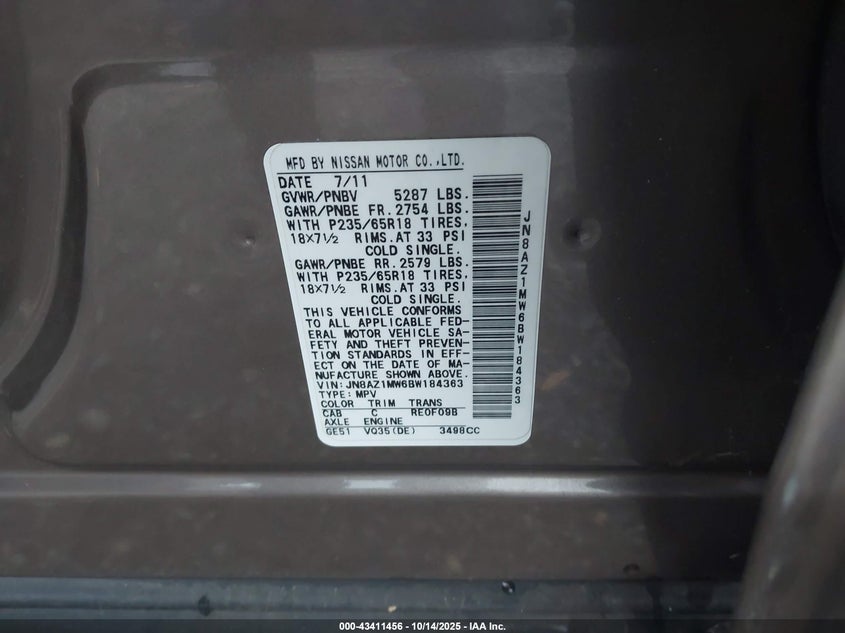 MFD BY NISSAN MOTOR CO.,LTD.
DATE 7/11
GVWR/PNBV 5287 LBS.
GAWR/PNBE FR. 2754 LBS.
WITH P235/65R18 TIRES,
18X7½ RIMS. AT 33 PSI
COLD SINGLE.
GAWR/PNBE RR. 2579 LBS.
WITH P235/65R18 TIRES,
18X7½ RIMS. AT 33 PSI
COLD SINGLE.
THIS VEHICLE CONFORMS
TO ALL APPLICABLE FED-
ERAL MOTOR VEHICLE SA-
FETY AND THEFT PREVEN-
TION STANDARDS IN EFF-
ECT ON THE DATE OF MA-
NUFACTURE SHOWN ABOVE.
VIN: JN8AZ1MW6BW184363
TYPE: MPV
COLOR TRIM TRANS
CAB C RE0F09B
AXLE ENGINE
GE51 VQ35(DE) 3498CC
JN8AZ1MW6BW184363
000-43411456 - 10/14/2025 - IAA Inc.